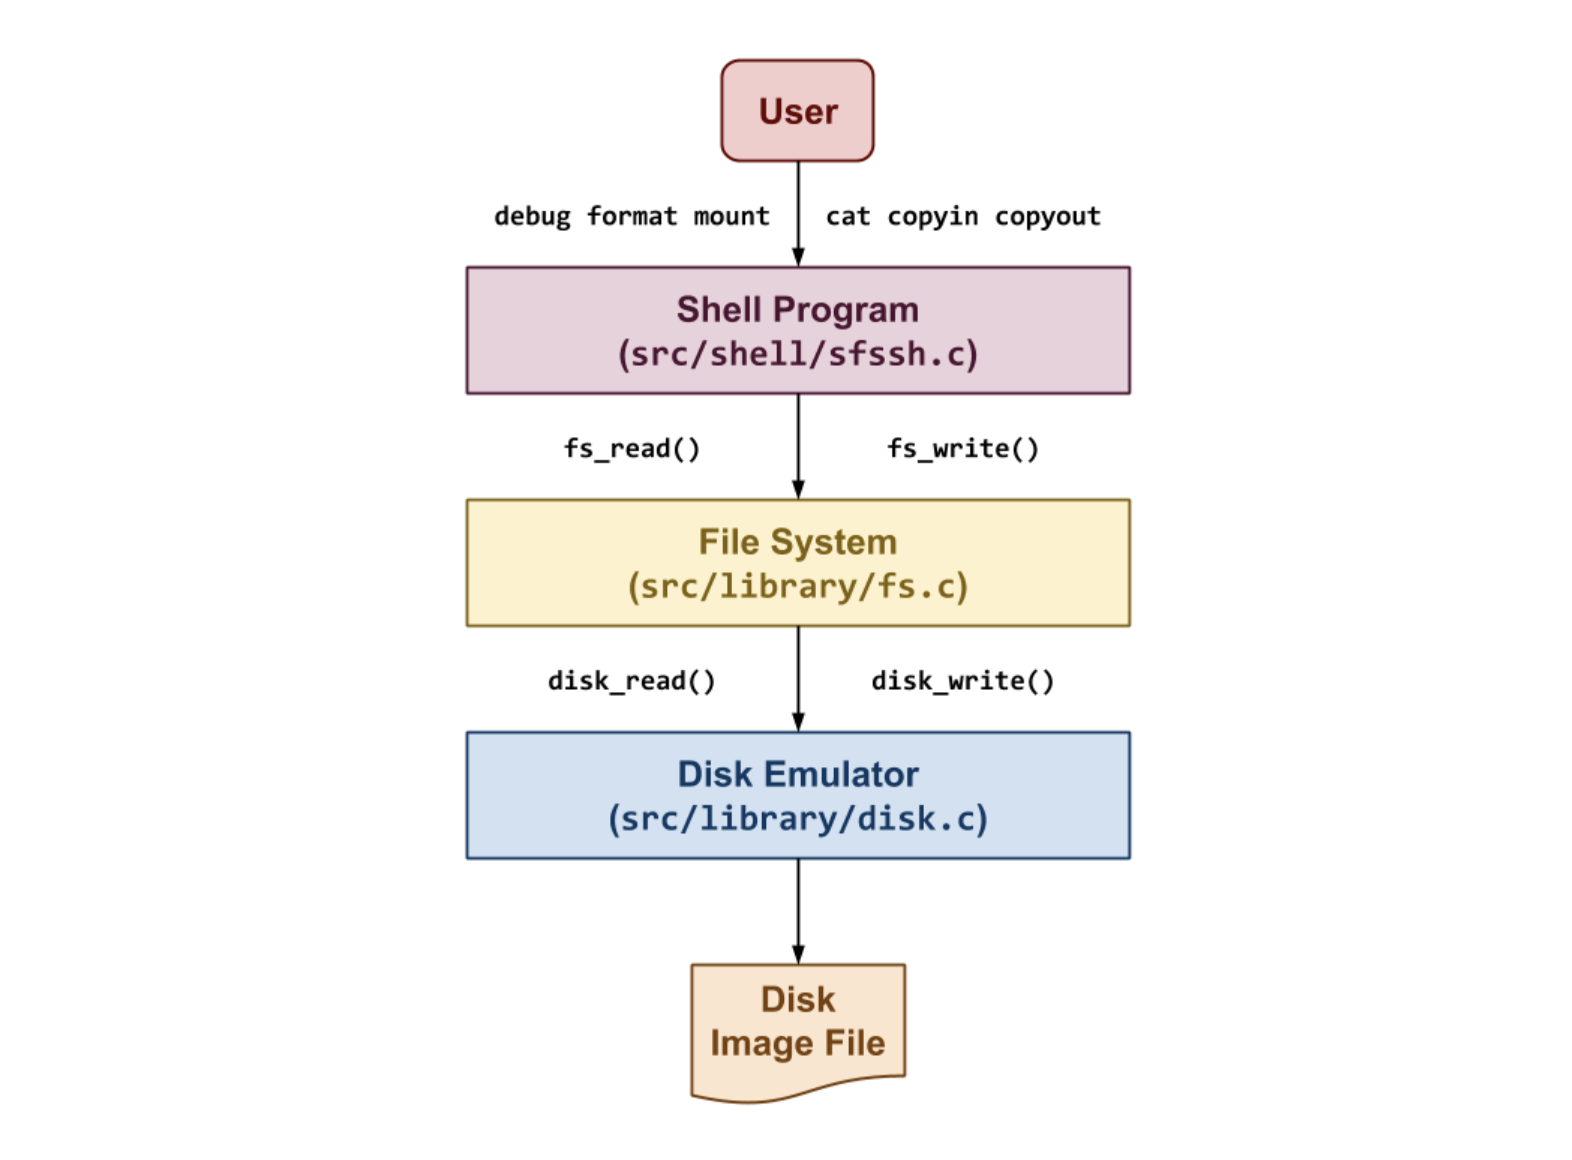 User
debug format mount cat copyin copyout
Shell Program
(src/shell/sfssh.c)
fs_read() fs_write()
File System
(src/library/fs.c)
disk_read() disk_write()
Disk Emulator
(src/library/disk.c)
Disk
Image File